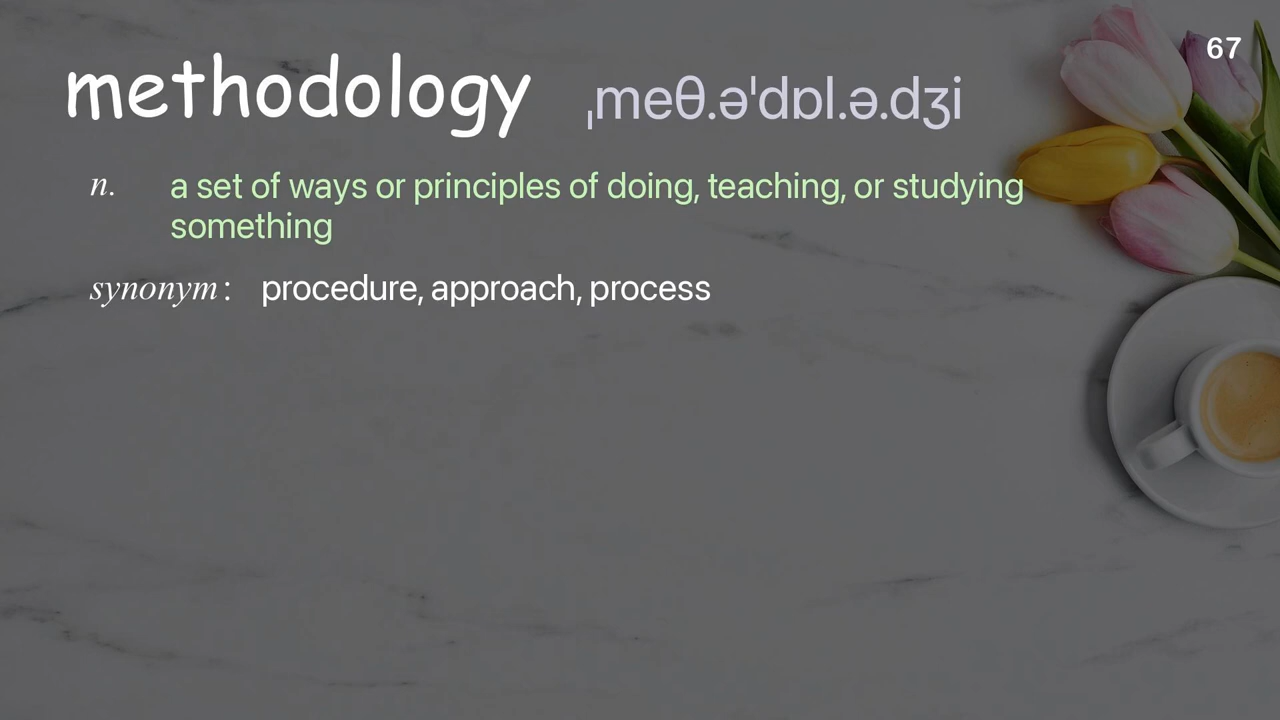 67
methodology ˌmeθ.əˈdɒl.ə.dʒi
n. a set of ways or principles of doing, teaching, or studying
something
synonym : procedure, approach, process